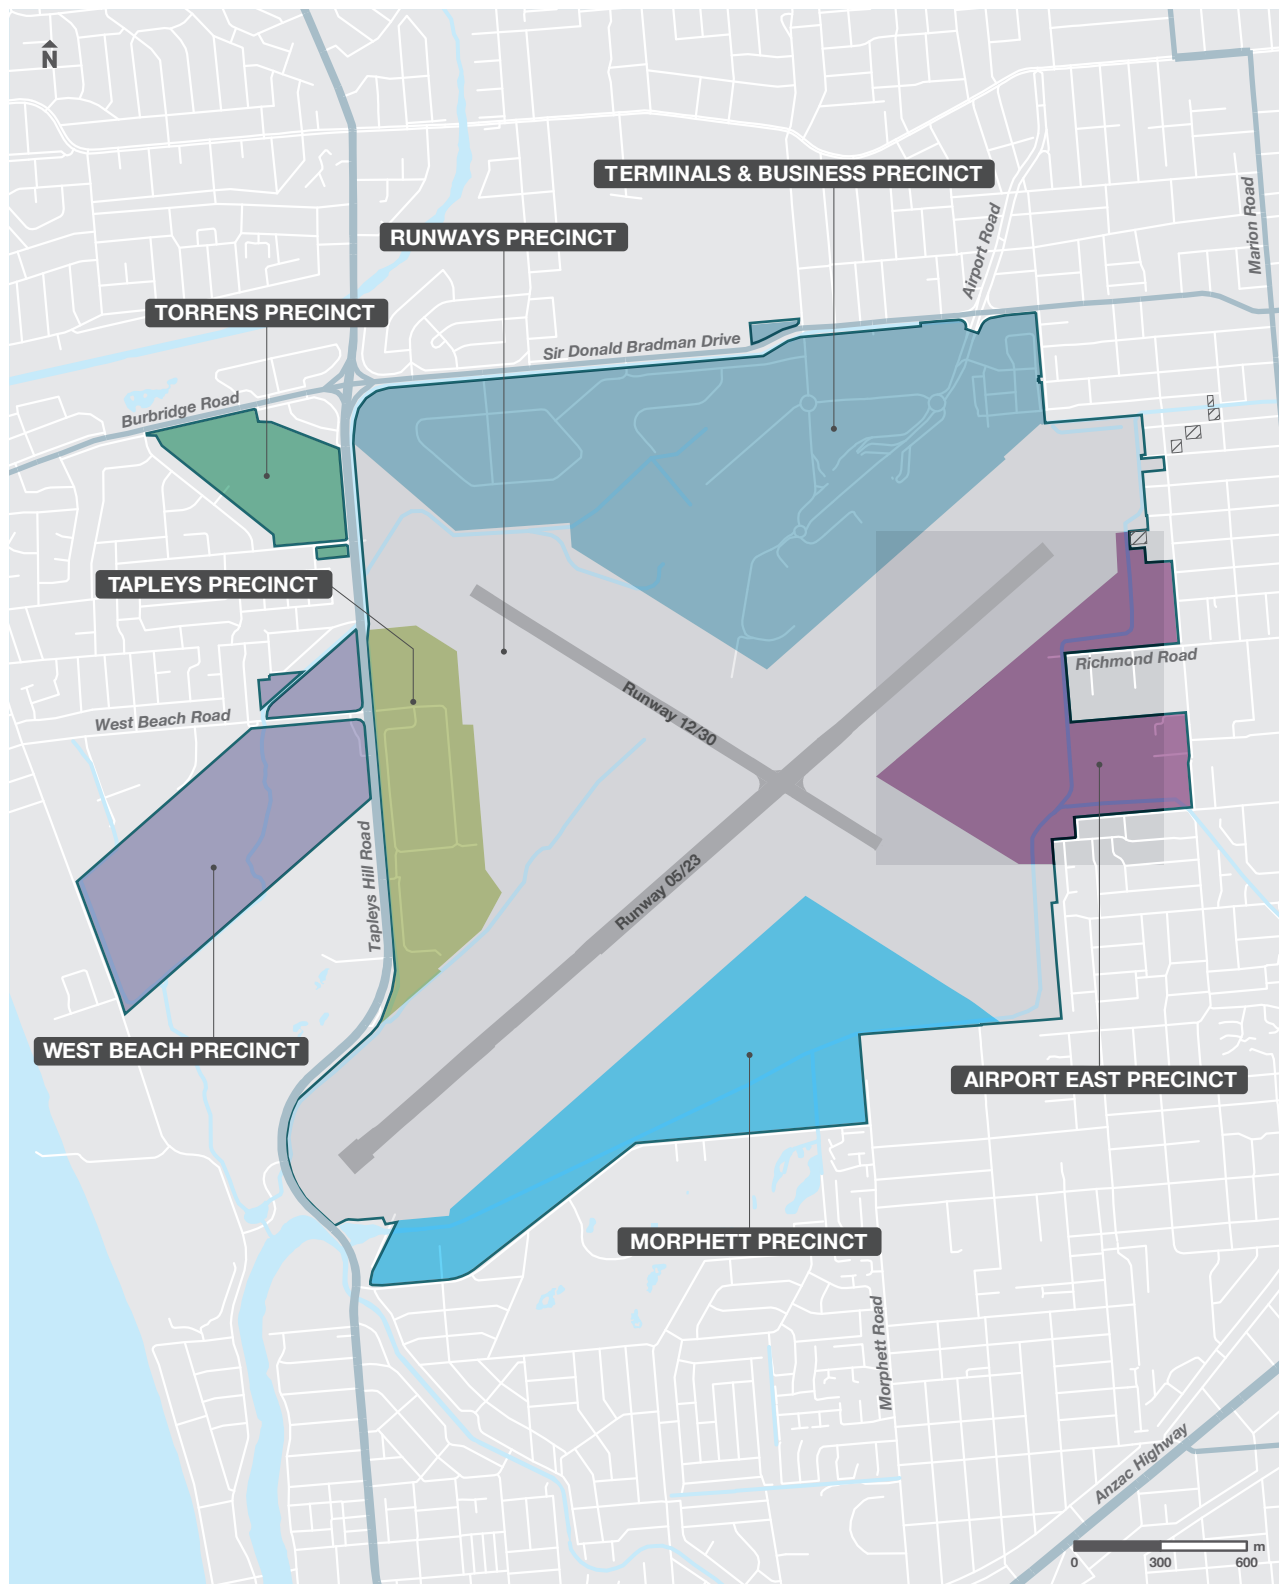 N
TERMINALS & BUSINESS PRECINCT
Marion Road
Airport Road
RUNWAYS PRECINCT
TORRENS PRECINCT
Sir Donald Bradman Drive
Burbridge Road
TAPLEYS PRECINCT
Richmond Road
West Beach Road
Runway 12/30
Tapleys Hill Road
Runway 05/23
WEST BEACH PRECINCT
AIRPORT EAST PRECINCT
MORPHETT PRECINCT
Morphett Road
Anzac Highway
m
0 300 600